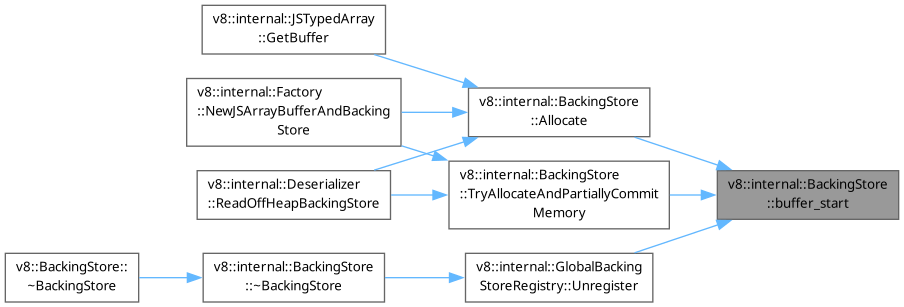 v8::internal::JSTypedArray
::GetBuffer
v8::internal::Factory
::NewJSArrayBufferAndBacking
Store
v8::internal::BackingStore
::Allocate
v8::internal::Deserializer
::ReadOffHeapBackingStore
v8::internal::BackingStore
::TryAllocateAndPartiallyCommit
Memory
v8::internal::BackingStore
::buffer_start
v8::BackingStore::
~BackingStore
v8::internal::BackingStore
::~BackingStore
v8::internal::GlobalBacking
StoreRegistry::Unregister